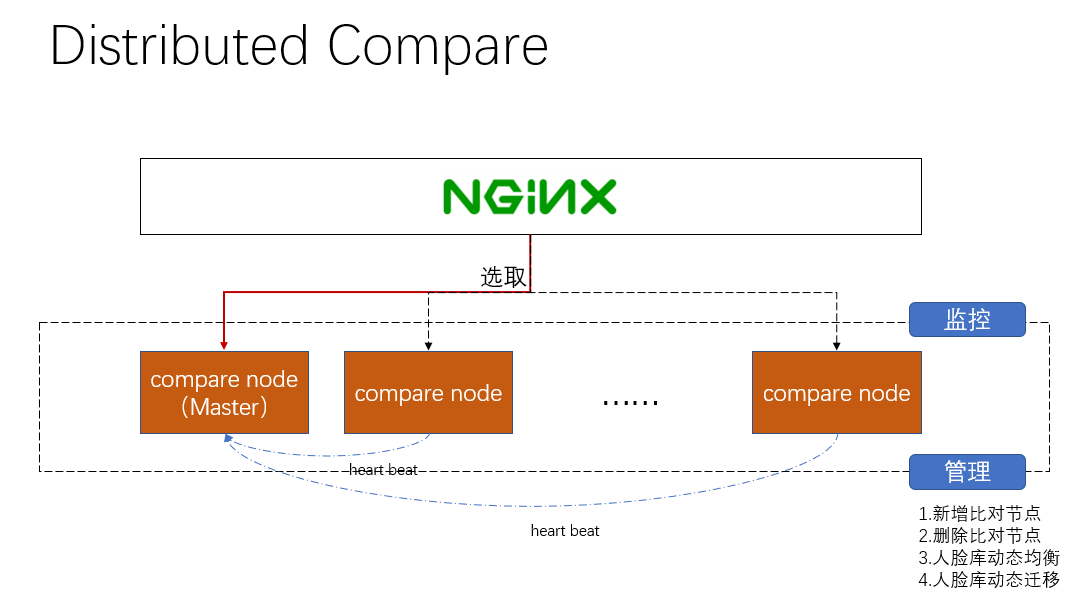 Distributed Compare
NGiNX
选取
监控
compare node
（Master）
compare node
......
compare node
heart beat
管理
heart beat
1.新增比对节点
2.删除比对节点
3.人脸库动态均衡
4.人脸库动态迁移